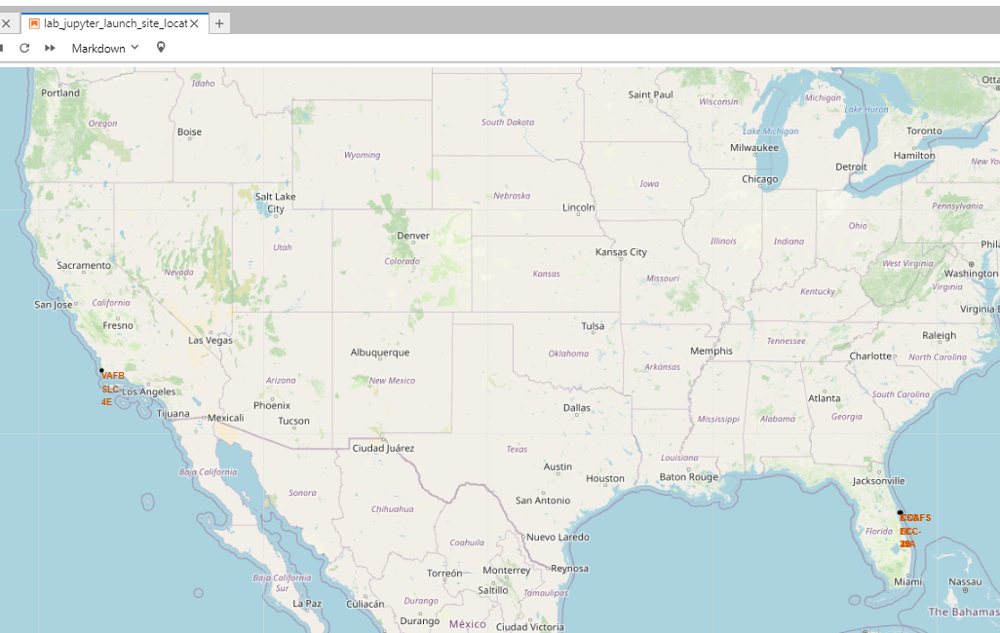 lab_jupyter_launch_site_locat
Markdown
Portland
Idaho
Oregon
Boise
Wyoming
South Dakota
Saint Paul
Wisconsin
Michigan
Lake Huron
Otta
Lake Michigan
Milwaukee
Toronto
Hamilton
New Yo
Detroit
Chicago
Salt Lake
City
Nebraska
Iowa
Lincoln
Pennsylvania
Ohio
Denver
Utah
Colorado
Illinois
Indiana
Phila
Sacramento
Nevada
Kansas
Kansas City
Missouri
West Virginia
Washington
Virginia
Kentucky
San Jose
California
Virginia B
Fresno
Las Vegas
Tulsa
Raleigh
Albuquerque
Oklahoma
Memphis
Tennessee
Charlotte
North Carolina
Arkansas
VAFB
SLC-
4E
Los Angeles
Arizona
New Mexico
Atlanta
South Carolina
Phoenix
Tijuana
Mexicali
Tucson
Dallas
Mississippi
Alabama
Georgia
Ciudad Juárez
Texas
Louisiana
Baja California
Austin
Houston
Baton Rouge
Jacksonville
Sonora
San Antonio
Chihuahua
Florida
Coahuila
Nuevo Laredo
Torreón
Monterrey
Reynosa
Baja California
Sur
Saltillo
Tamaulipas
Miami
Nassau
La Paz
Culiacán
Durango
Durango
México
Ciudad Victoria
The Bahamas